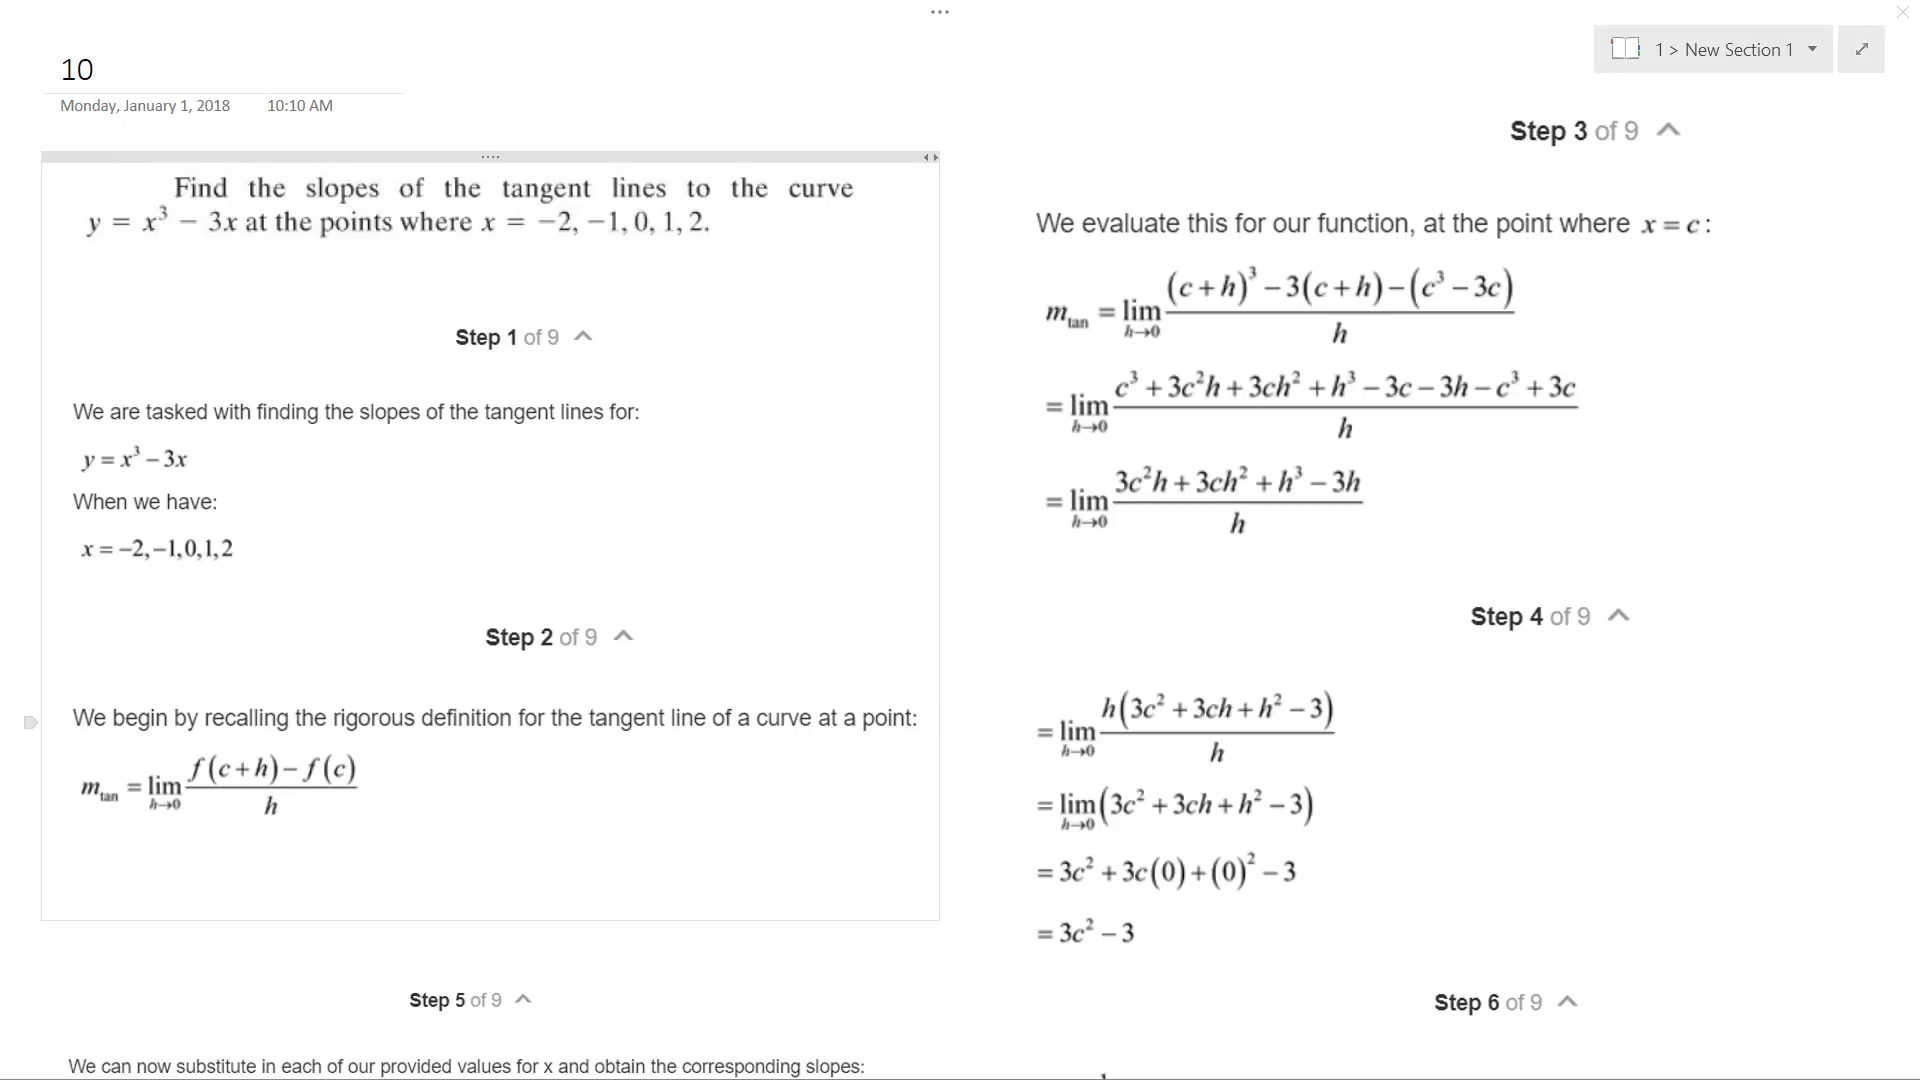 10
Monday, January 1, 2018 10:10 AM
1 > New Section 1
Find the slopes of the tangent lines to the curve
y = x³ − 3x at the points where x = −2, −1, 0, 1, 2.
Step 1 of 9
We are tasked with finding the slopes of the tangent lines for:
y = x³ − 3x
When we have:
x = −2,−1,0,1,2
Step 2 of 9
We begin by recalling the rigorous definition for the tangent line of a curve at a point:
m_tan = lim_{h→0} (f(c+h) − f(c)) / h
Step 3 of 9
We evaluate this for our function, at the point where x = c:
m_tan = lim_{h→0} ((c+h)³ − 3(c+h) − (c³ − 3c)) / h
= lim_{h→0} (c³ + 3c²h + 3ch² + h³ − 3c − 3h − c³ + 3c) / h
= lim_{h→0} (3c²h + 3ch² + h³ − 3h) / h
Step 4 of 9
= lim_{h→0} h(3c² + 3ch + h² − 3) / h
= lim_{h→0} (3c² + 3ch + h² − 3)
= 3c² + 3c(0) + (0)² − 3
= 3c² − 3
Step 5 of 9
We can now substitute in each of our provided values for x and obtain the corresponding slopes:
Step 6 of 9